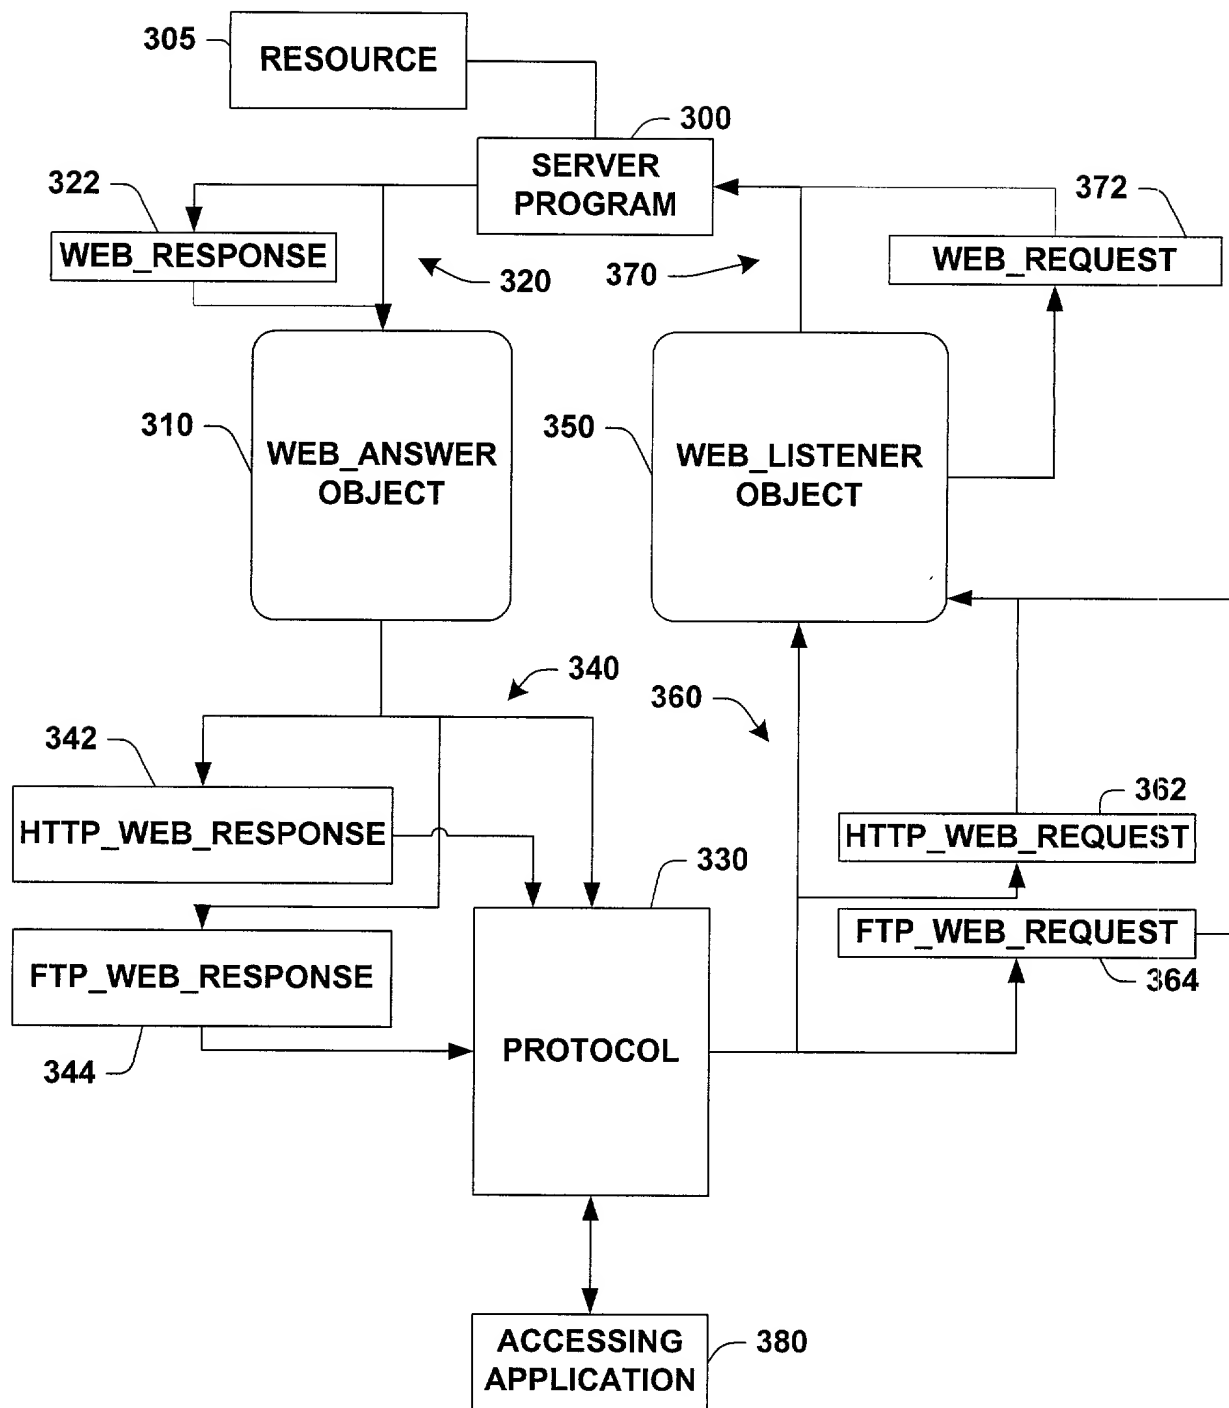 305
RESOURCE
300
SERVER
PROGRAM
322
WEB_RESPONSE
320
370
372
WEB_REQUEST
310
WEB_ANSWER
OBJECT
350
WEB_LISTENER
OBJECT
340
360
342
HTTP_WEB_RESPONSE
362
HTTP_WEB_REQUEST
330
FTP_WEB_REQUEST
364
FTP_WEB_RESPONSE
344
PROTOCOL
ACCESSING
APPLICATION
380